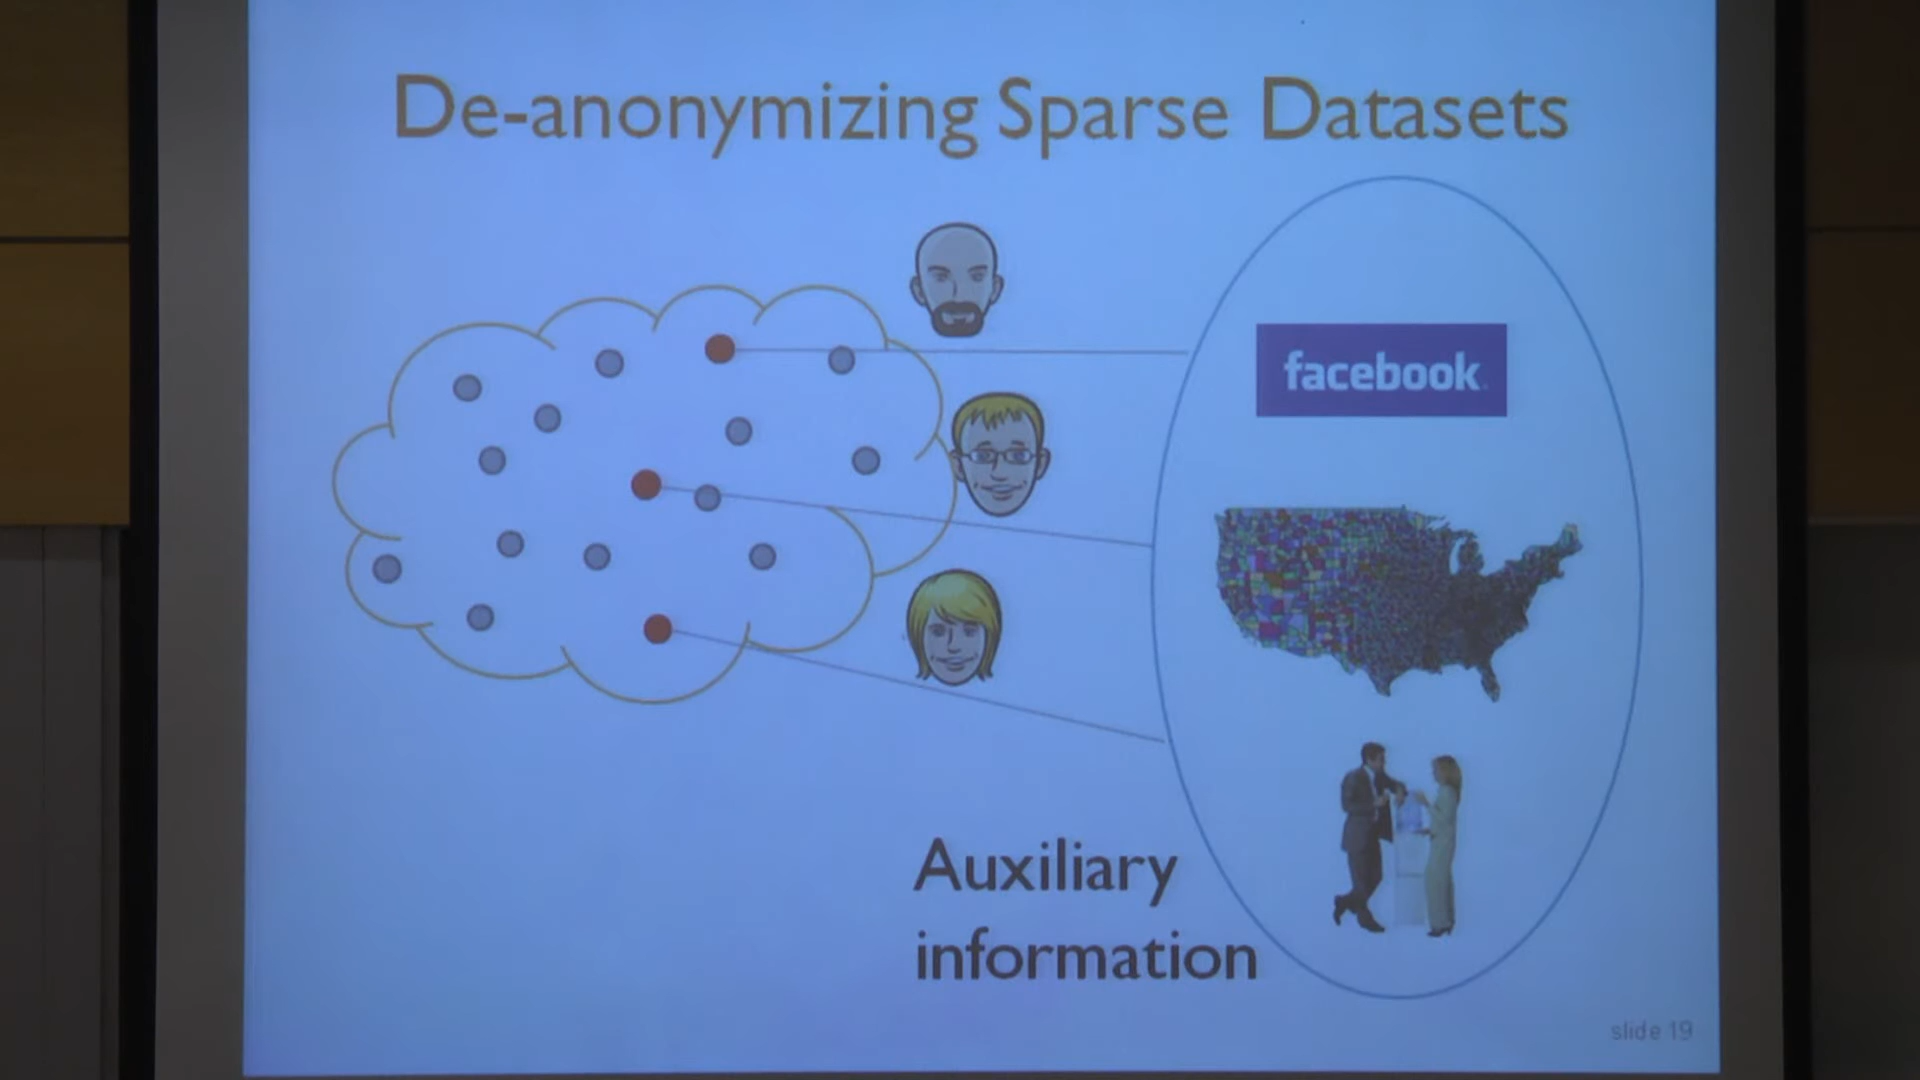 De-anonymizing Sparse Datasets
facebook
Auxiliary
information
slide 19